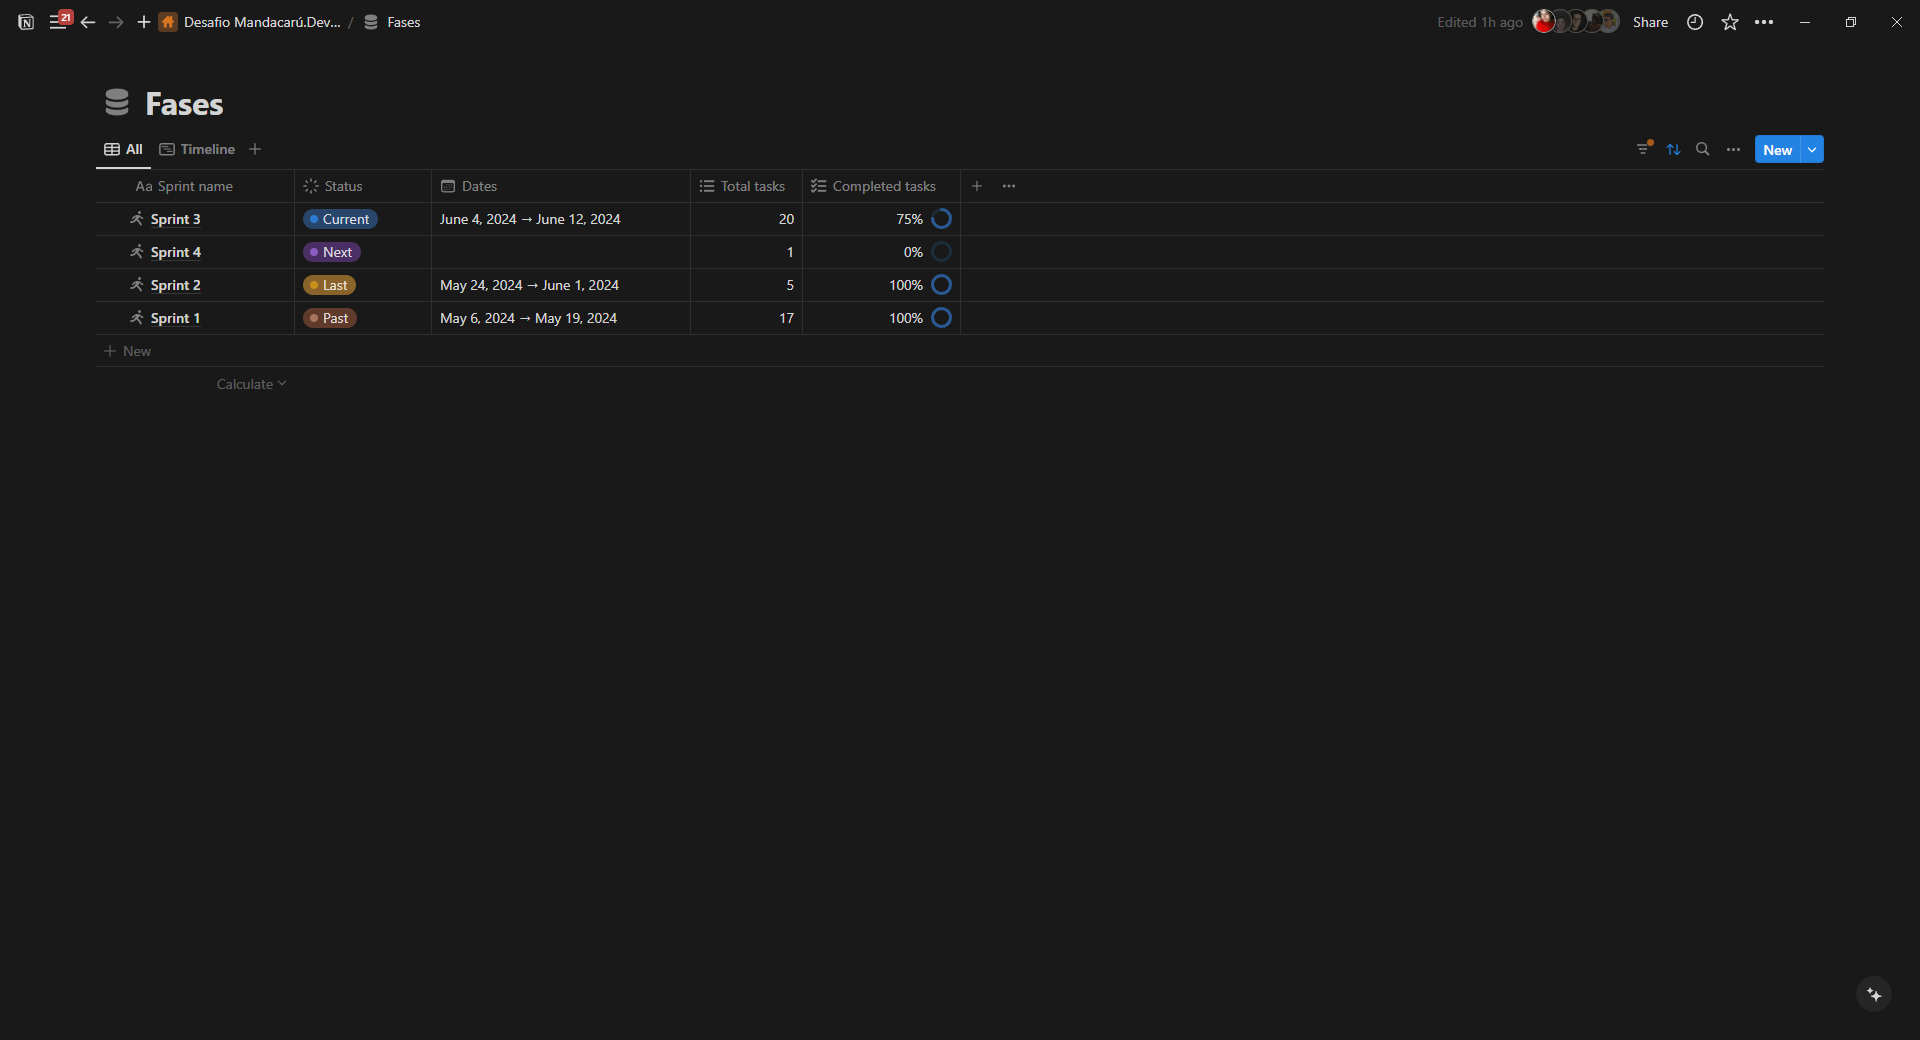 21 Desafio Mandacarú.Dev... / Fases Edited 1h ago Share
Fases
All Timeline New
Aa Sprint name Status Dates Total tasks Completed tasks
Sprint 3 Current June 4, 2024 → June 12, 2024 20 75%
Sprint 4 Next 1 0%
Sprint 2 Last May 24, 2024 → June 1, 2024 5 100%
Sprint 1 Past May 6, 2024 → May 19, 2024 17 100%
+ New
Calculate